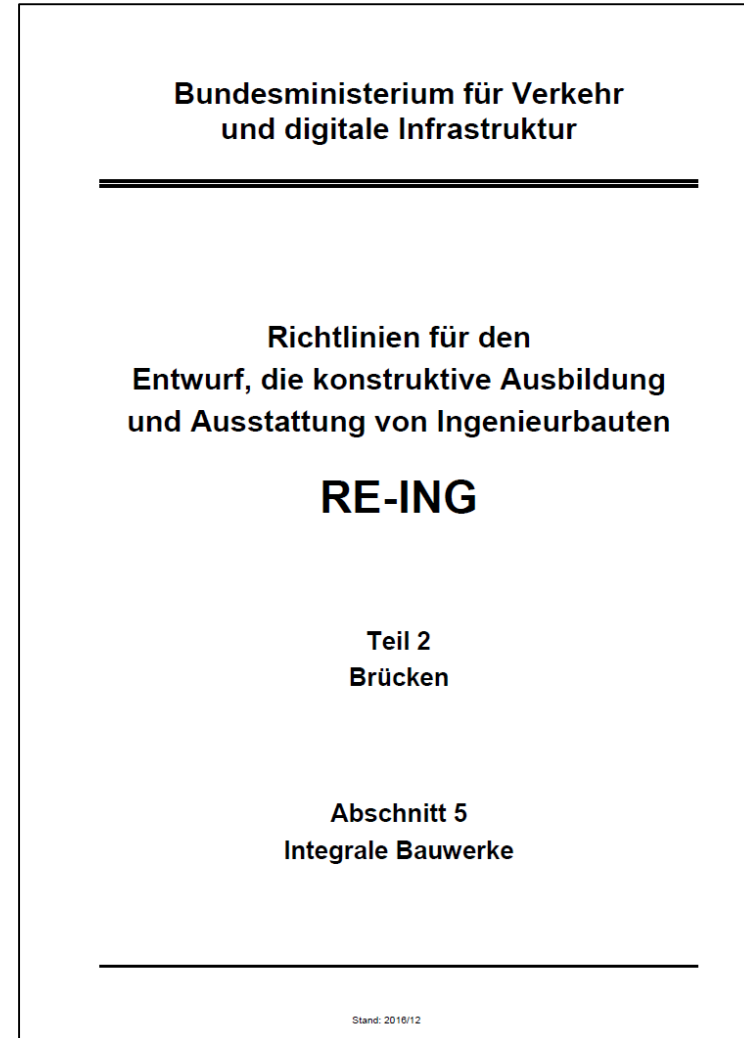 Bundesministerium für Verkehr
und digitale Infrastruktur
Richtlinien für den
Entwurf, die konstruktive Ausbildung
und Ausstattung von Ingenieurbauten
RE-ING
Teil 2
Brücken
Abschnitt 5
Integrale Bauwerke
Stand: 2016/12